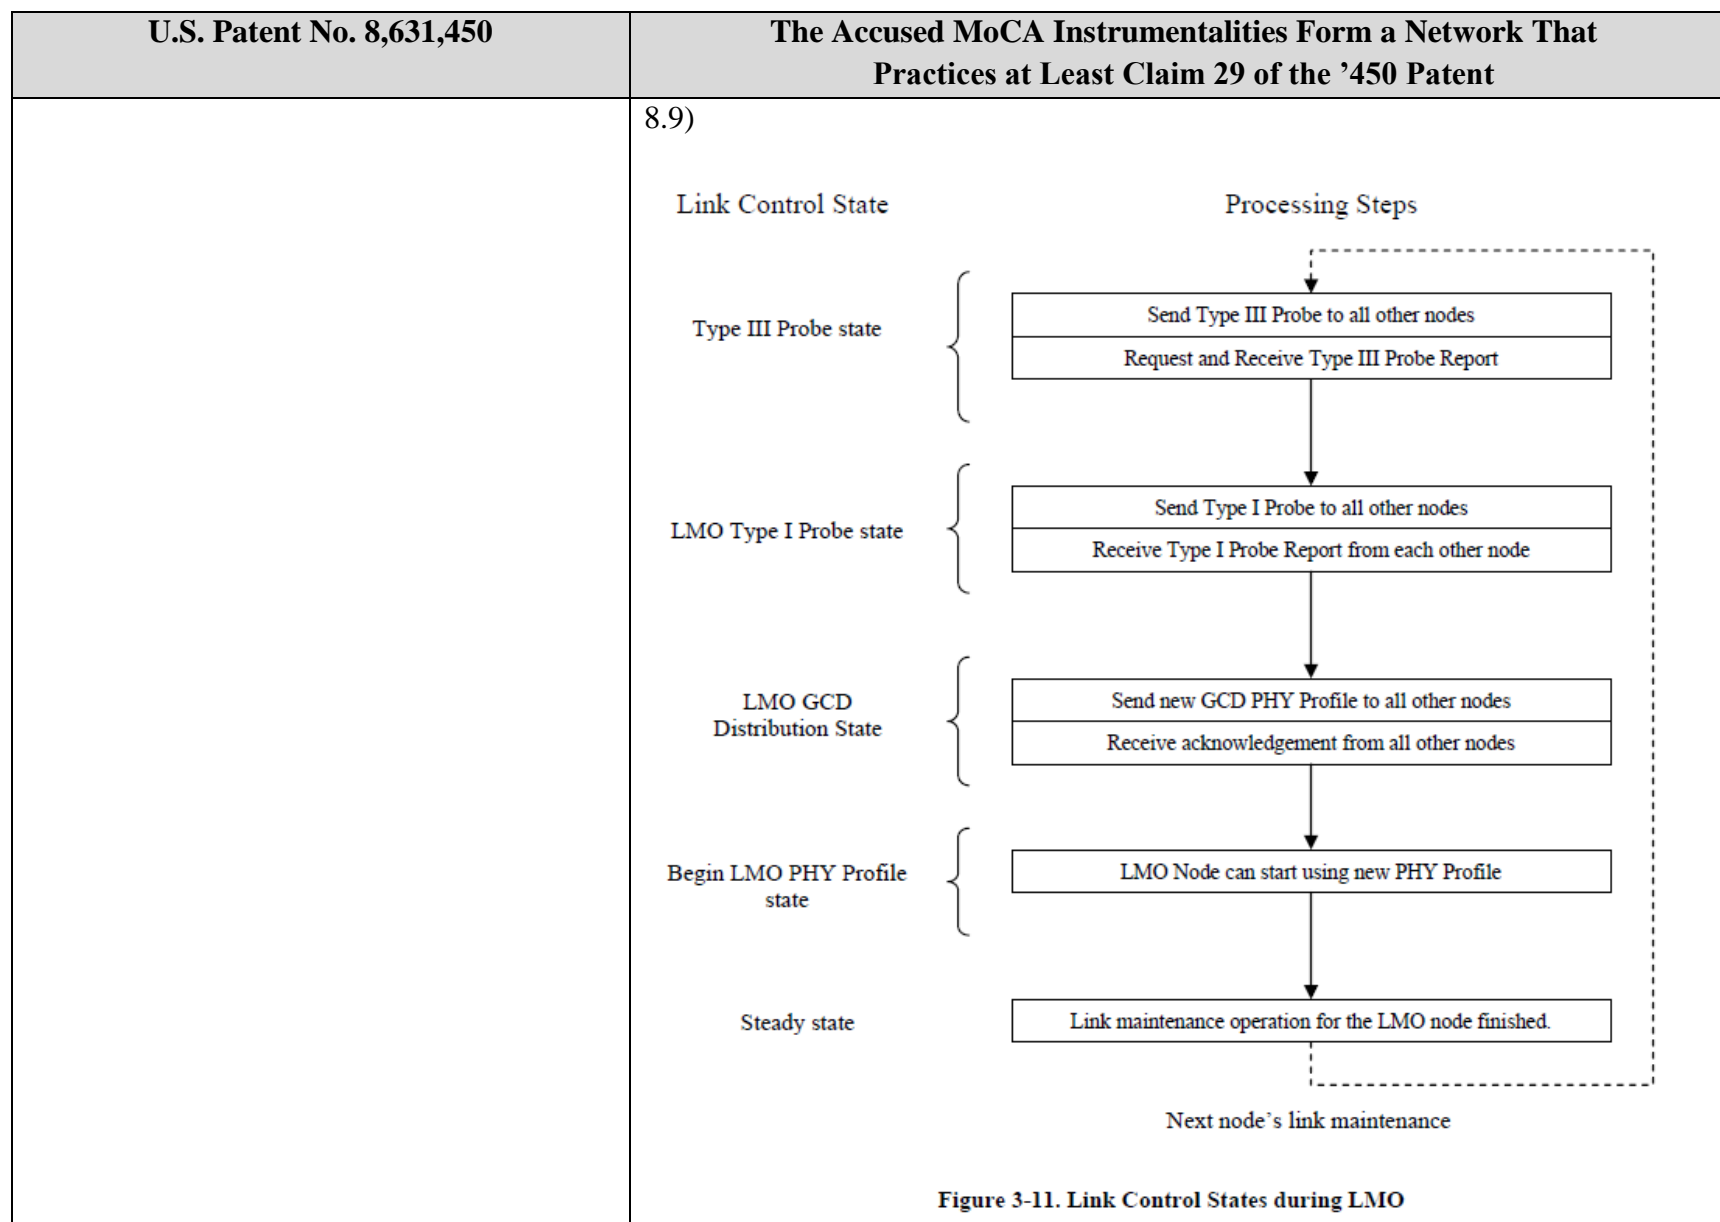 U.S. Patent No. 8,631,450
The Accused MoCA Instrumentalities Form a Network That
Practices at Least Claim 29 of the ’450 Patent
8.9)
Link Control State
Processing Steps
Type III Probe state
Send Type III Probe to all other nodes
Request and Receive Type III Probe Report
LMO Type I Probe state
Send Type I Probe to all other nodes
Receive Type I Probe Report from each other node
LMO GCD
Distribution State
Send new GCD PHY Profile to all other nodes
Receive acknowledgement from all other nodes
Begin LMO PHY Profile
state
LMO Node can start using new PHY Profile
Steady state
Link maintenance operation for the LMO node finished.
Next node’s link maintenance
Figure 3-11. Link Control States during LMO